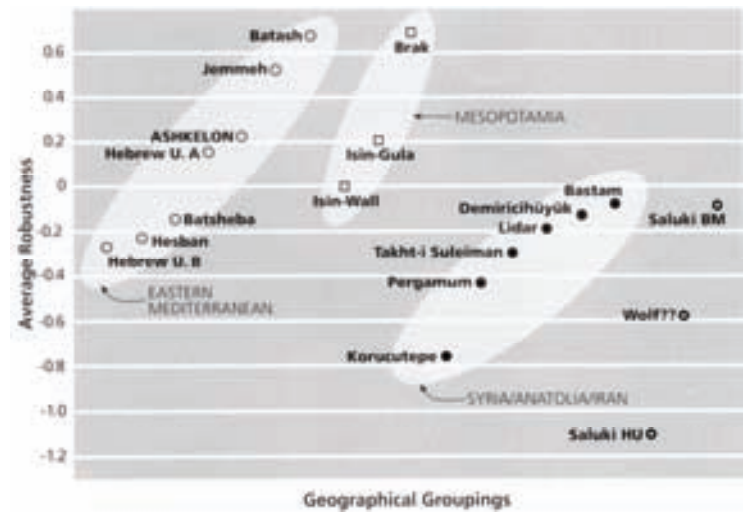 Average Robustness
0.6
0.4
0.2
0
-0.2
-0.4
-0.6
-0.8
-1.0
-1.2
Batash
Jemmeh
ASHKELON
Hebrew U. A
Batsheba
Hesban
Hebrew U. B
EASTERN
MEDITERRANEAN
Brak
MESOPOTAMIA
Isin-Gula
Isin-Wall
Bastam
Demiricihüyük
Lidar
Takht-i Suleiman
Pergamum
Korucutepe
SYRIA/ANATOLIA/IRAN
Saluki BM
Wolf??
Saluki HU
Geographical Groupings